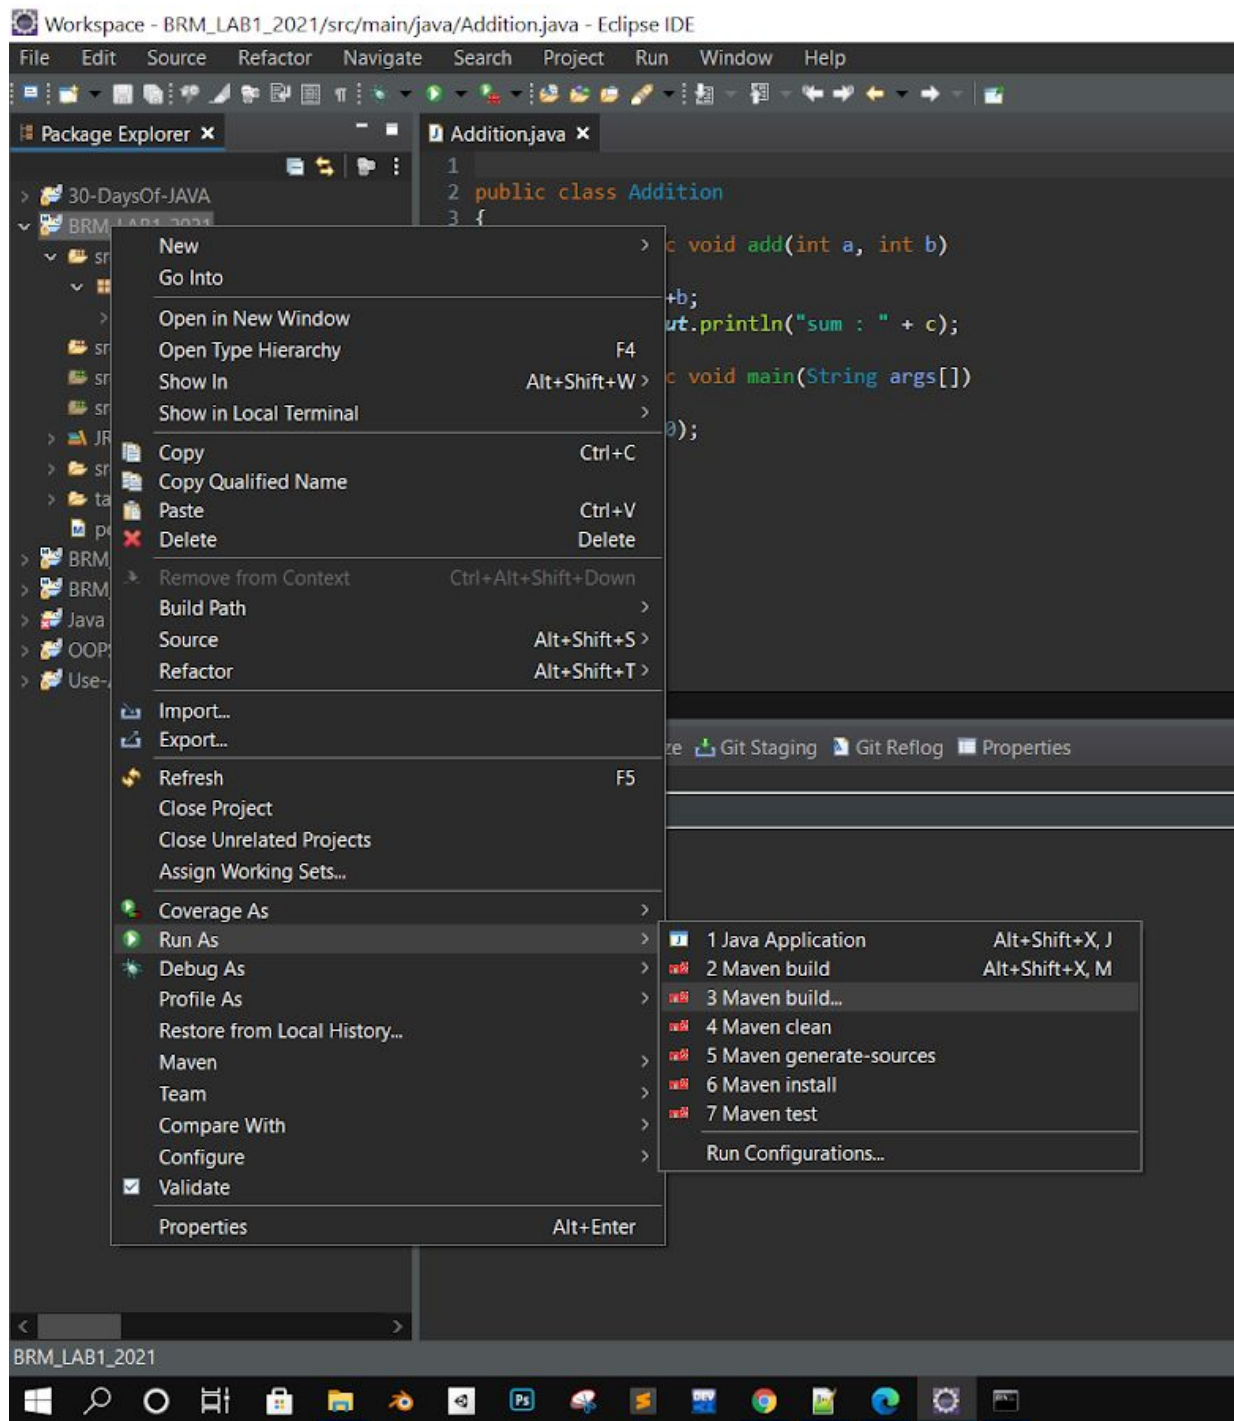 Workspace - BRM_LAB1_2021/src/main/java/Addition.java - Eclipse IDE
File Edit Source Refactor Navigate Search Project Run Window Help
Package Explorer
Addition.java
1
30-DaysOf-JAVA
2 public class Addition
BRM_LAB1_2021
3 {
New
c void add(int a, int b)
Go Into
+b;
Open in New Window
ut.println("sum : " + c);
Open Type Hierarchy F4
Show In Alt+Shift+W
c void main(String args[])
Show in Local Terminal
0);
Copy Ctrl+C
Copy Qualified Name
Paste Ctrl+V
Delete Delete
BRM
Remove from Context Ctrl+Alt+Shift+Down
BRM
Build Path
Java
Source Alt+Shift+S
OOPS
Refactor Alt+Shift+T
Use-
Import...
Export...
ze Git Staging Git Reflog Properties
Refresh F5
Close Project
Close Unrelated Projects
Assign Working Sets...
Coverage As
Run As
1 Java Application Alt+Shift+X, J
Debug As
2 Maven build Alt+Shift+X, M
Profile As
3 Maven build...
Restore from Local History...
4 Maven clean
Maven
5 Maven generate-sources
Team
6 Maven install
Compare With
7 Maven test
Configure
Run Configurations...
Validate
Properties Alt+Enter
BRM_LAB1_2021
Ps
DEV